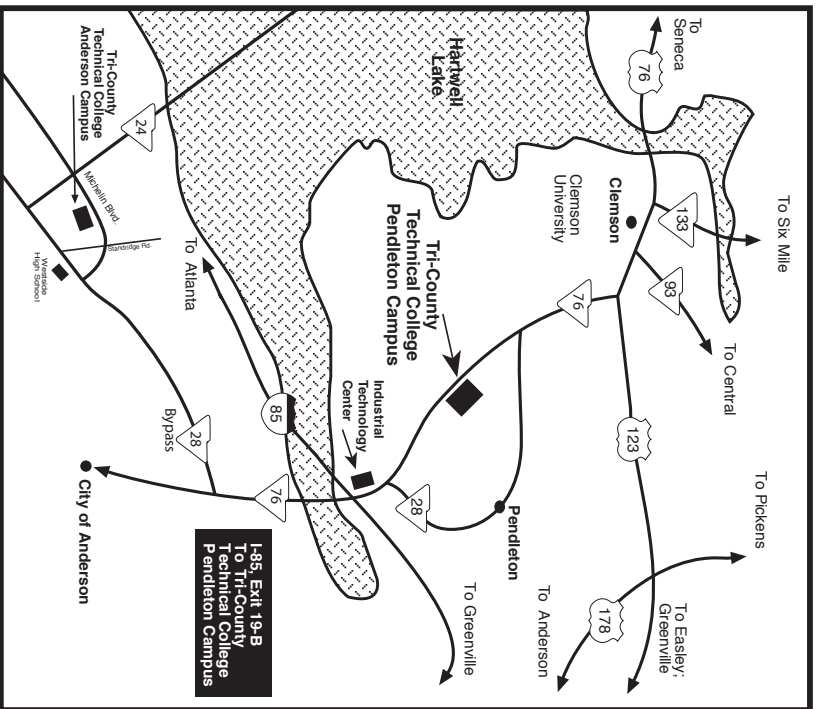 To Six Mile
To Pickens
To Central
To
Seneca
133
93
76
To Easley;
Greenville
123
Clemson
178
Clemson
University
76
To Anderson
Pendleton
Hartwell
Lake
To Greenville
Tri-County
Technical College
Pendleton Campus
28
Industrial
Technology
Center
85
76
I-85, Exit 19-B
To Tri-County
Technical College
Pendleton Campus
28
Bypass
To Atlanta
24
Tri-County
Technical College
Anderson Campus
Michelin Blvd.
Standridge Rd.
City of Anderson
Westside
High School